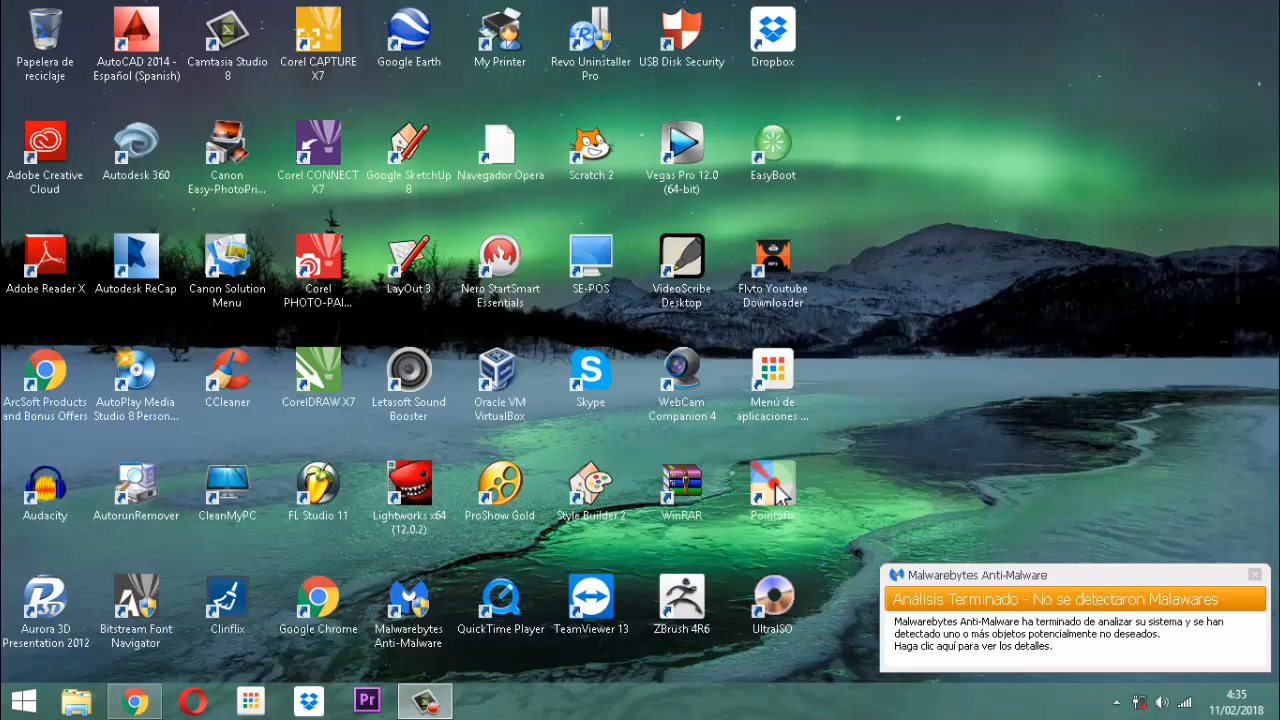 Papelera de
reciclaje
AutoCAD 2014 -
Español (Spanish)
Camtasia Studio
8
Corel CAPTURE
X7
Google Earth
My Printer
Revo Uninstaller
Pro
USB Disk Security
Dropbox
Adobe Creative
Cloud
Autodesk 360
Canon
Easy-PhotoPri...
Corel CONNECT
X7
Google SketchUp
8
Navegador Opera
Scratch 2
Vegas Pro 12.0
(64-bit)
EasyBoot
Adobe Reader X
Autodesk ReCap
Canon Solution
Menu
Corel
PHOTO-PAI...
LayOut 3
Nero StartSmart
Essentials
SE-POS
VideoScribe
Desktop
Flvto Youtube
Downloader
ArcSoft Products
and Bonus Offers
AutoPlay Media
Studio 8 Person...
CCleaner
CorelDRAW X7
Letasoft Sound
Booster
Oracle VM
VirtualBox
Skype
WebCam
Companion 4
Menú de
aplicaciones ...
Audacity
AutorunRemover
CleanMyPC
FL Studio 11
Lightworks x64
(12.0.2)
ProShow Gold
Style Builder 2
WinRAR
Pointofix
Aurora 3D
Presentation 2012
Bitstream Font
Navigator
Clinflix
Google Chrome
Malwarebytes
Anti-Malware
QuickTime Player
TeamViewer 13
ZBrush 4R6
UltraISO
Malwarebytes Anti-Malware
Análisis Terminado - No se detectaron Malawares
Malwarebytes Anti-Malware ha terminado de analizar su sistema y se han
detectado uno o más objetos potencialmente no deseados.
Haga clic aquí para ver los detalles.
Pr
4:35
11/02/2018